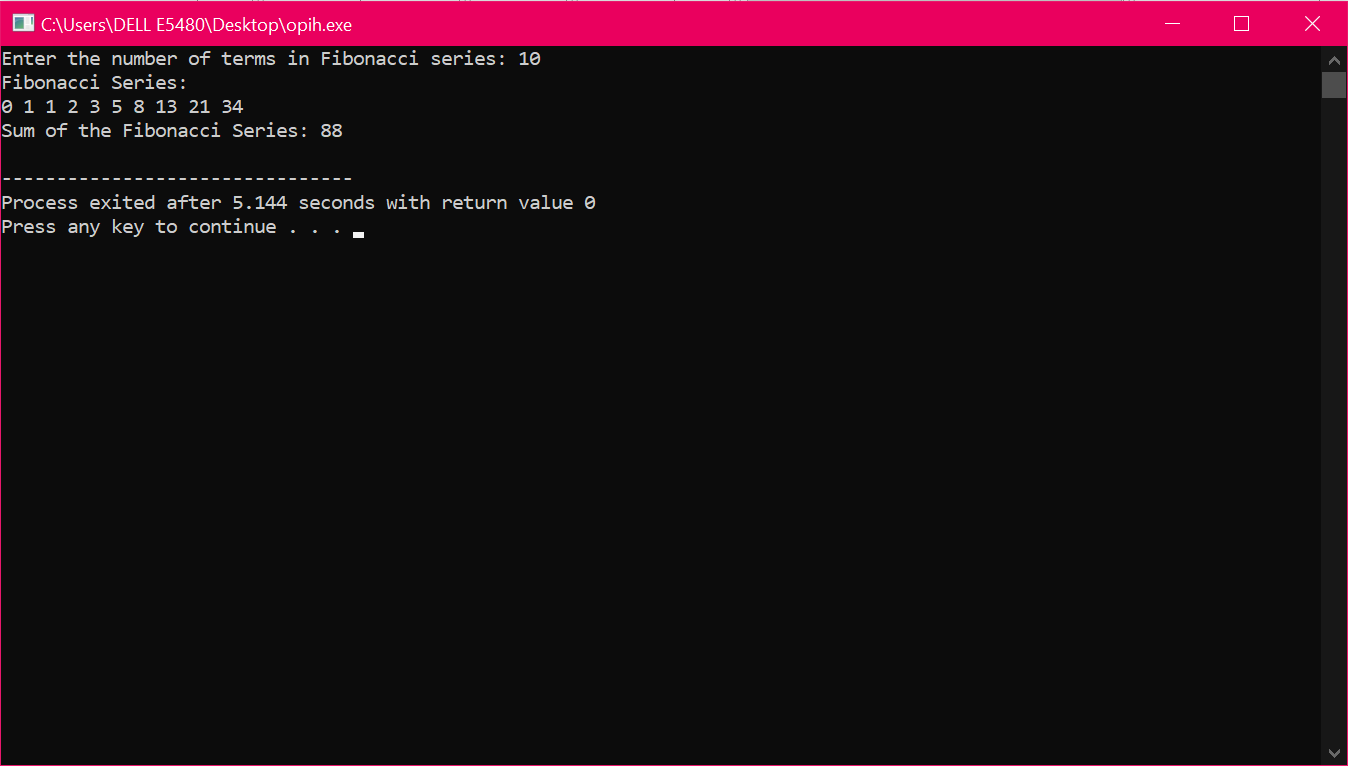 C:\Users\DELL E5480\Desktop\opih.exe
Enter the number of terms in Fibonacci series: 10
Fibonacci Series:
0 1 1 2 3 5 8 13 21 34
Sum of the Fibonacci Series: 88
--------------------------------
Process exited after 5.144 seconds with return value 0
Press any key to continue . . .